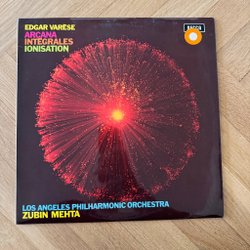 EDGAR VARÈSE
ARCANA
INTÉGRALES
IONISATION
DECCA
LOS ANGELES PHILHARMONIC ORCHESTRA
ZUBIN MEHTA